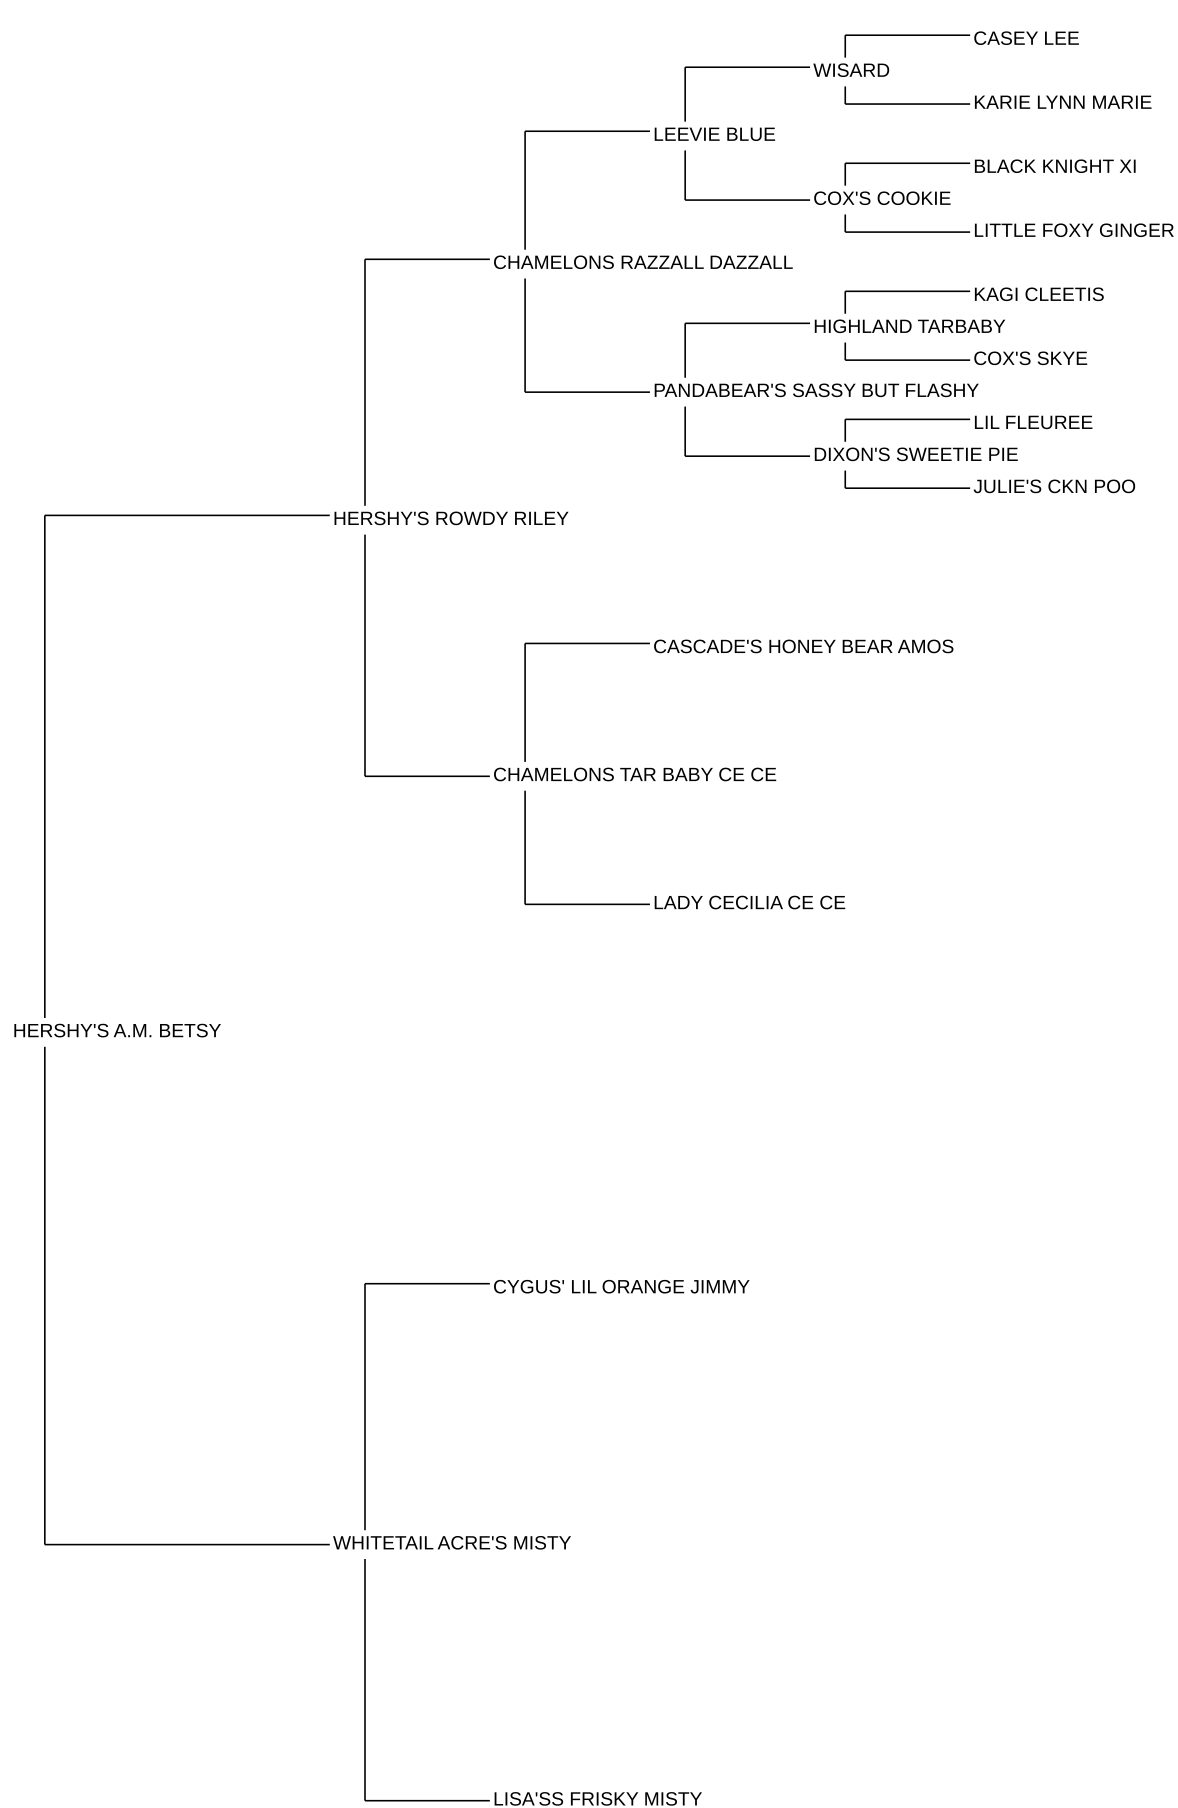 CASEY LEE
WISARD
KARIE LYNN MARIE
LEEVIE BLUE
BLACK KNIGHT XI
COX'S COOKIE
LITTLE FOXY GINGER
CHAMELONS RAZZALL DAZZALL
KAGI CLEETIS
HIGHLAND TARBABY
COX'S SKYE
PANDABEAR'S SASSY BUT FLASHY
LIL FLEUREE
DIXON'S SWEETIE PIE
JULIE'S CKN POO
HERSHY'S ROWDY RILEY
CASCADE'S HONEY BEAR AMOS
CHAMELONS TAR BABY CE CE
LADY CECILIA CE CE
HERSHY'S A.M. BETSY
CYGUS' LIL ORANGE JIMMY
WHITETAIL ACRE'S MISTY
LISA'SS FRISKY MISTY